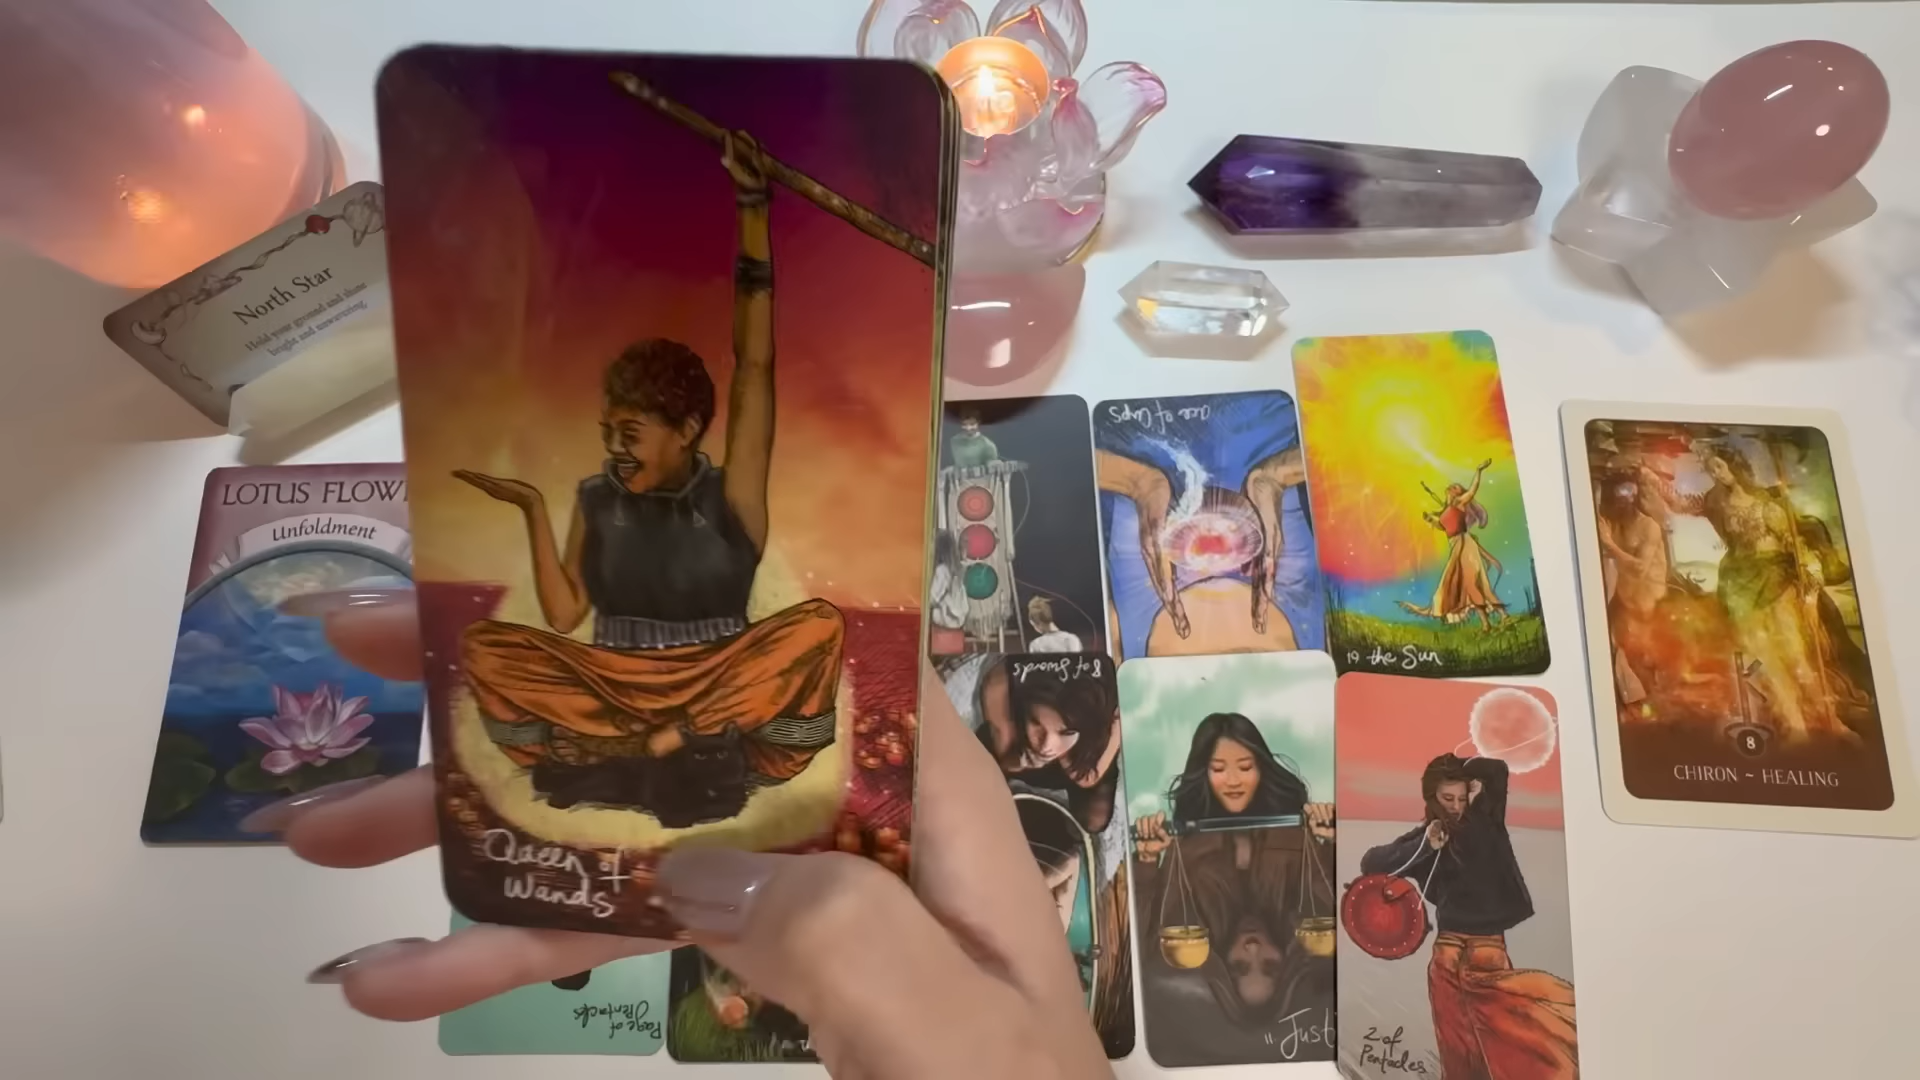 North Star
Hold your ground and shine
bright and unwavering.
LOTUS FLOW
Unfoldment
Queen of
Wands
Ace of Cups
19 the Sun
8 of Swords
8
CHIRON ~ HEALING
Page of
Pentacles
11 Just
2 of
Pentacles